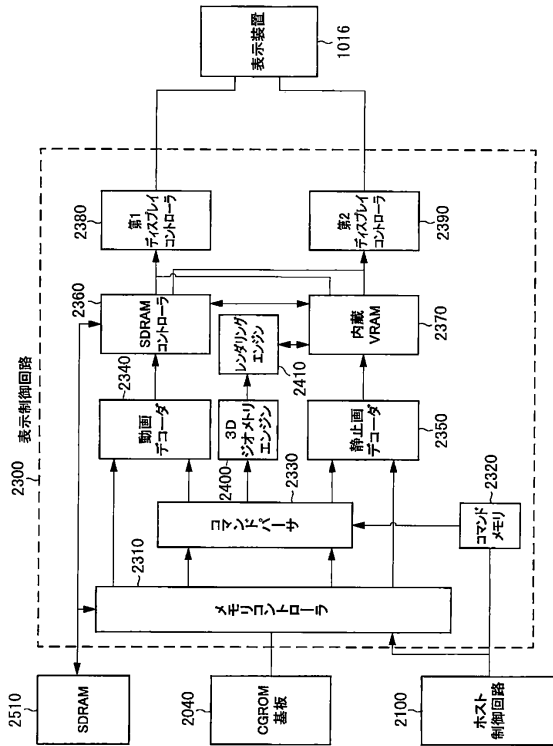 表示制御回路
2300
SDRAM
2510
CGROM
基板
2040
ホスト
制御回路
2100
メモリコントローラ
2310
コマンドパーサ
2330
コマンド
メモリ
2320
動画
デコーダ
2340
3D
ジオメトリ
エンジン
2400
静止画
デコーダ
2350
SDRAM
コントローラ
2360
レンダリング
エンジン
2410
内蔵
VRAM
2370
第1
ディスプレイ
コントローラ
2380
第2
ディスプレイ
コントローラ
2390
表示装置
1016